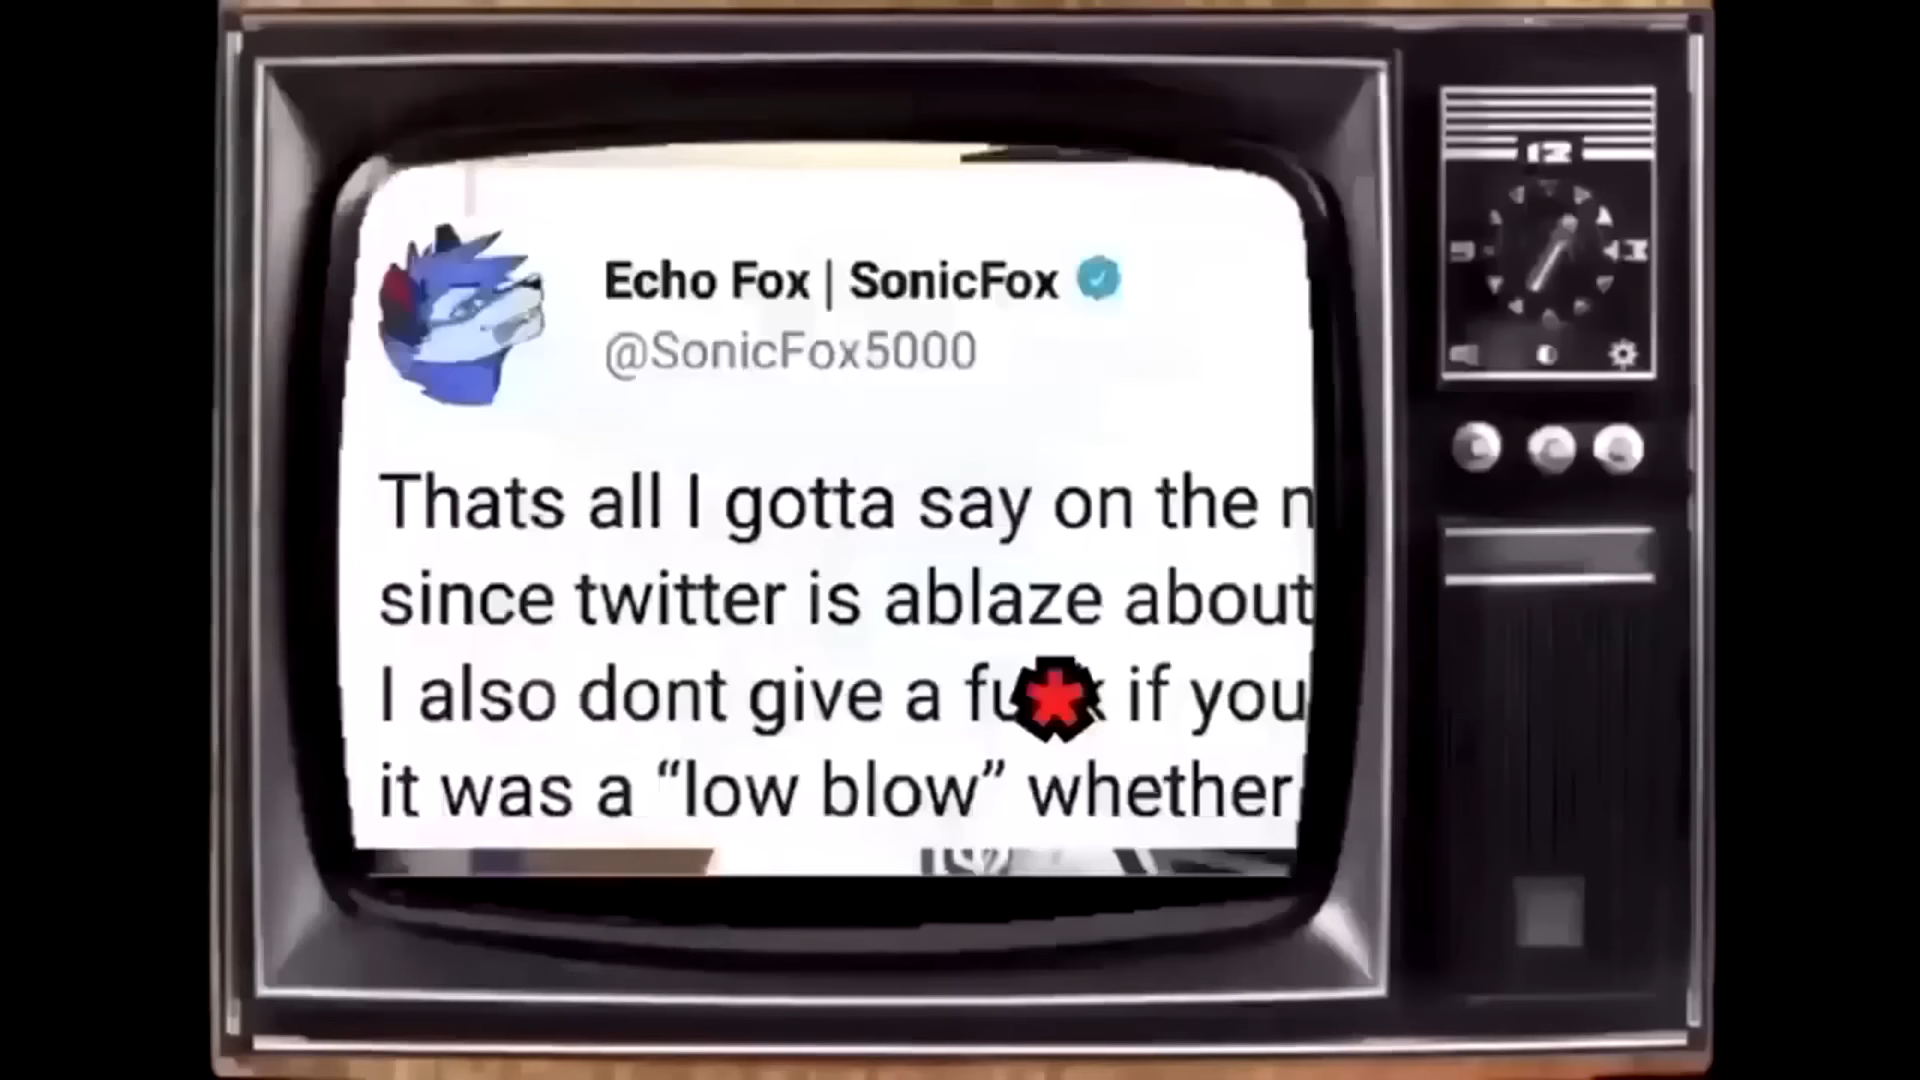 Echo Fox | SonicFox
@SonicFox5000
Thats all I gotta say on the n
since twitter is ablaze about
I also dont give a fu*k if you
it was a “low blow” whether
13